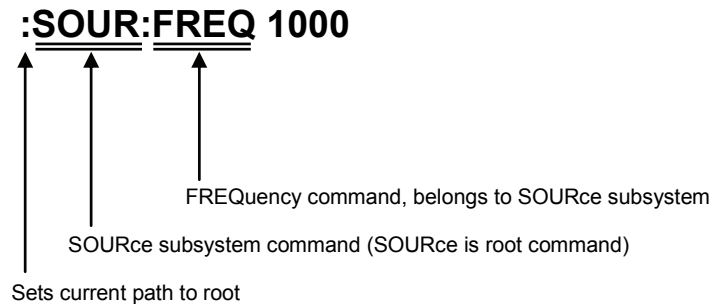 :SOUR:FREQ 1000
FREQuency command, belongs to SOURce subsystem
SOURce subsystem command (SOURce is root command)
Sets current path to root